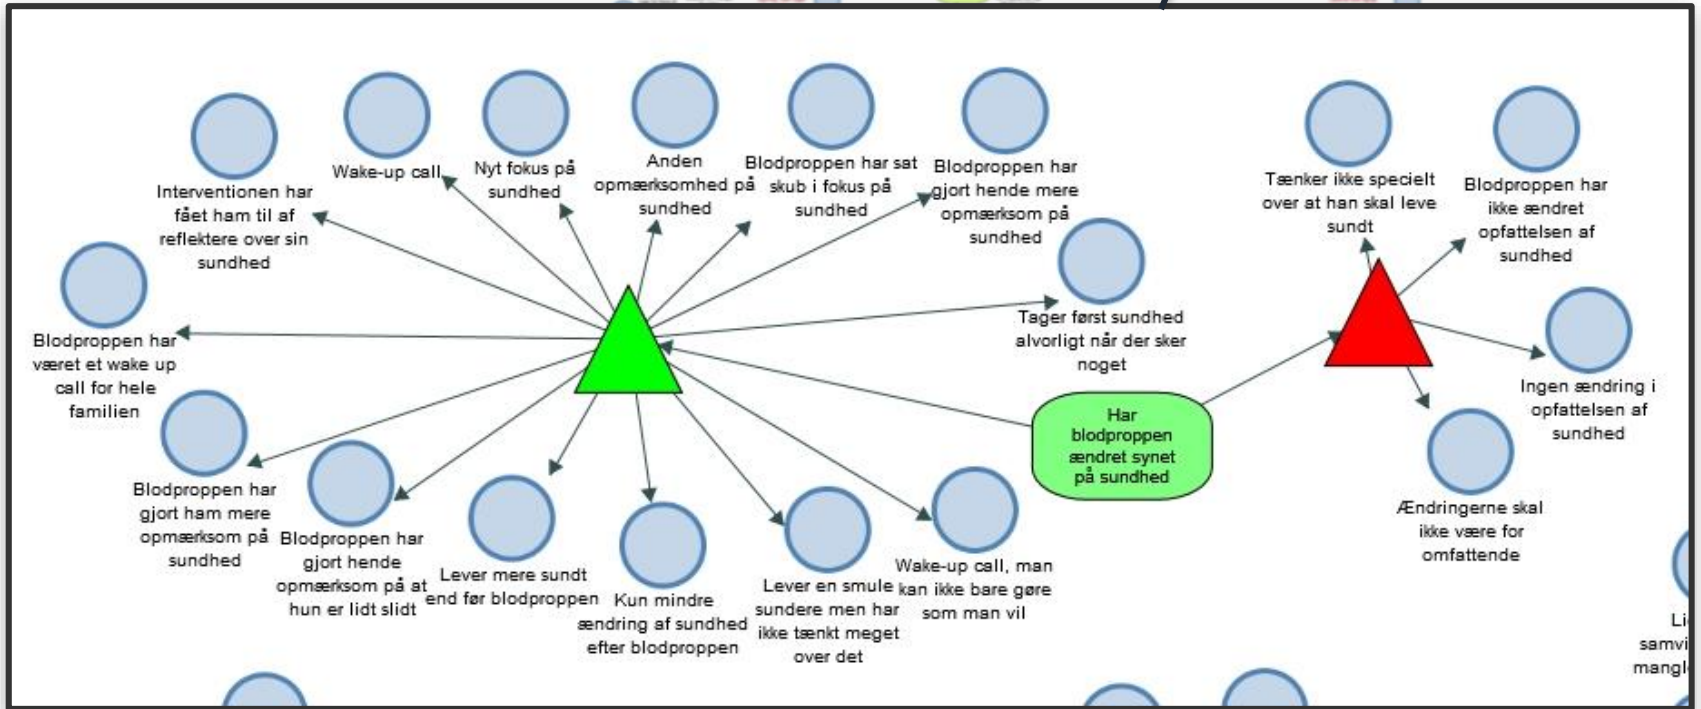 Interventionen har
fået ham til af
reflektere over sin
sundhed
Wake-up call
Nyt fokus på
sundhed
Anden
opmærksomhed på
sundhed
Blodproppen har sat
skub i fokus på
sundhed
Blodproppen har
gjort hende mere
opmærksom på
sundhed
Tænker ikke specielt
over at han skal leve
sundt
Blodproppen har
ikke ændret
opfattelsen af
sundhed
Blodproppen har
været et wake up
call for hele
familien
Tager først sundhed
alvorligt når der sker
noget
Ingen ændring i
opfattelsen af
sundhed
Har
blodproppen
ændret synet
på sundhed
Blodproppen har
gjort ham mere
opmærksom på
sundhed
Blodproppen har
gjort hende
opmærksom på at
hun er lidt slidt
Lever mere sundt
end før blodproppen
Kun mindre
ændring af sundhed
efter blodproppen
Lever en smule
sundere men har
ikke tænkt meget
over det
Wake-up call, man
kan ikke bare gøre
som man vil
Ændringerne skal
ikke være for
omfattende